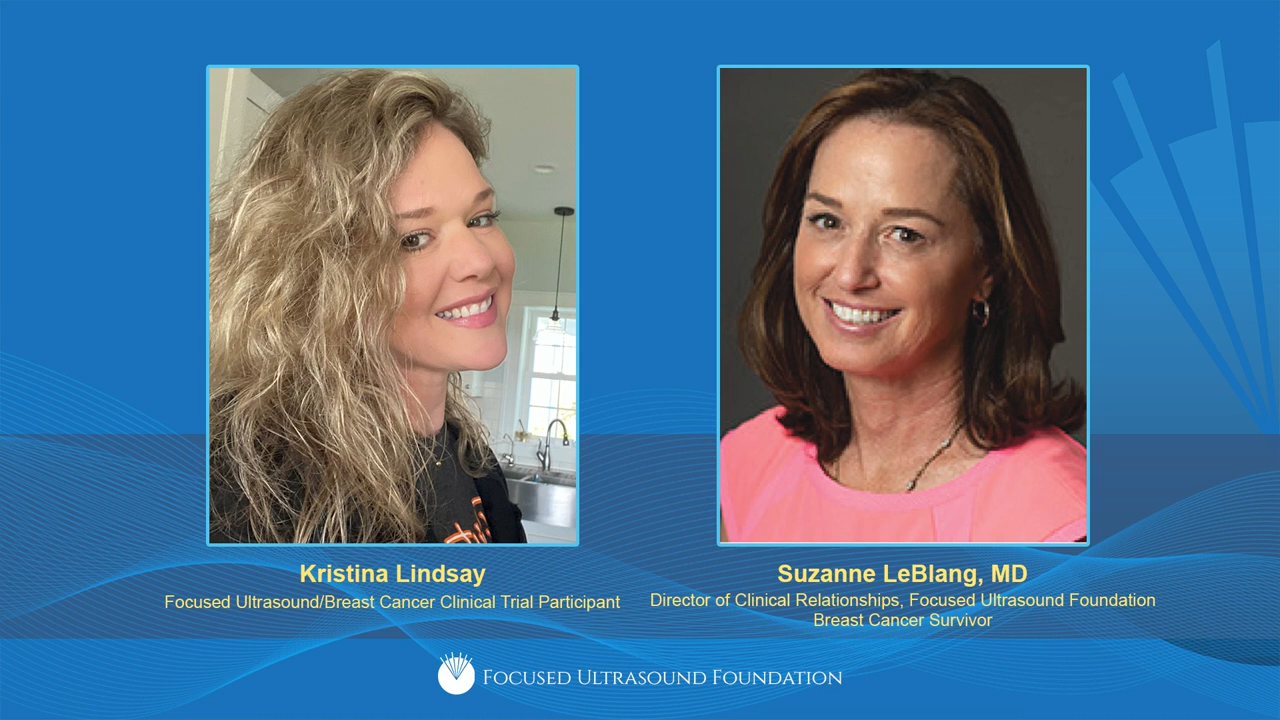 Kristina Lindsay
Focused Ultrasound/Breast Cancer Clinical Trial Participant
Suzanne LeBlang, MD
Director of Clinical Relationships, Focused Ultrasound Foundation
Breast Cancer Survivor
Focused Ultrasound Foundation